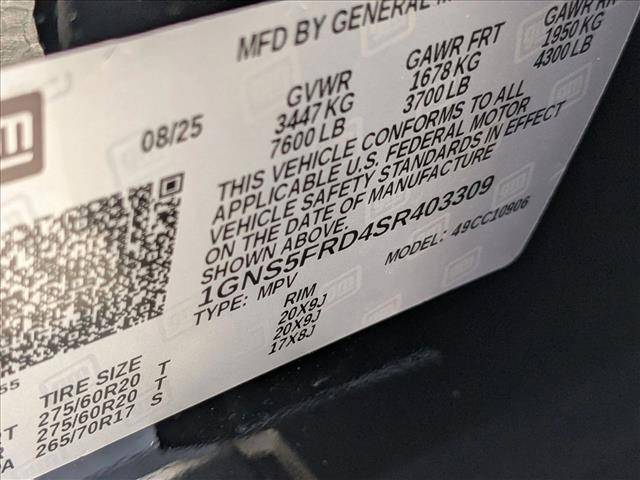 MFD BY GENERAL
08/25
GVWR
3447 KG
7600 LB
GAWR FRT
1678 KG
3700 LB
GAWR RR
1950 KG
4300 LB
THIS VEHICLE CONFORMS TO ALL
APPLICABLE U.S. FEDERAL MOTOR
VEHICLE SAFETY STANDARDS IN EFFECT
ON THE DATE OF MANUFACTURE
SHOWN ABOVE.
1GNS5FRD4SR403309
TYPE: MPV
MODEL: 49CC10906
TIRE SIZE
275/60R20 T
275/60R20 T
265/70R17 S
RIM
20X9J
20X9J
17X8J
gm